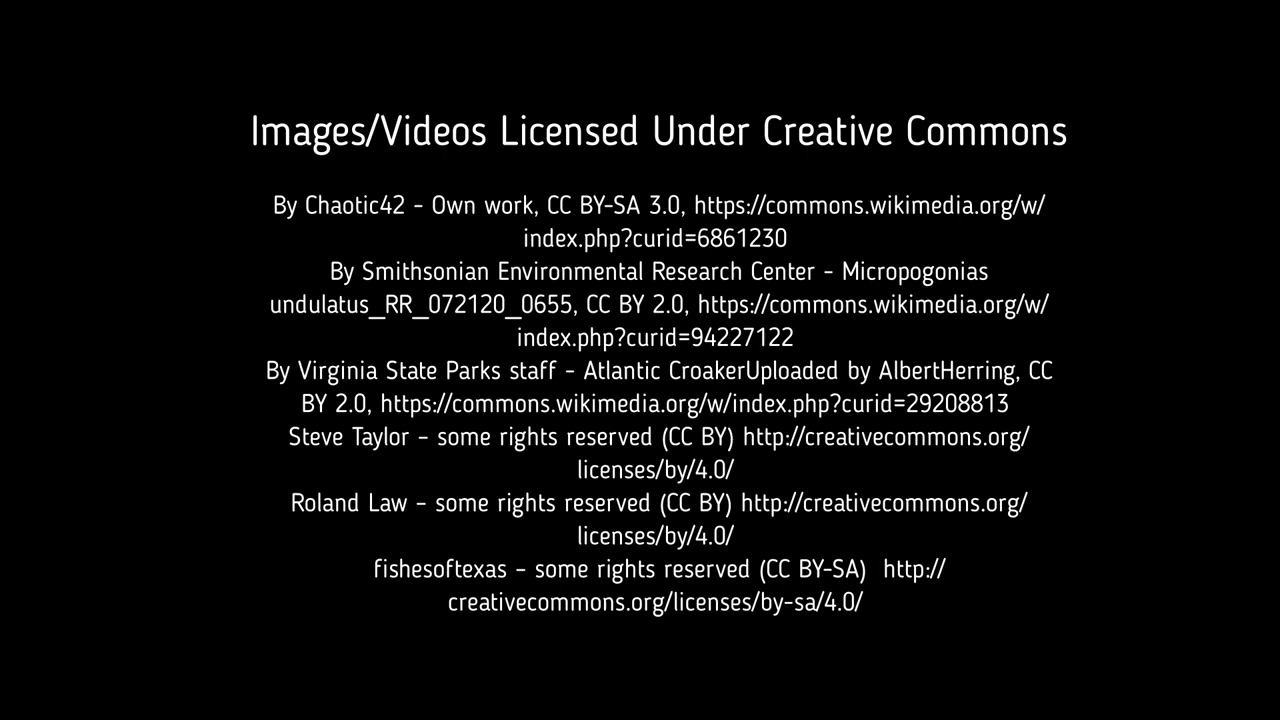 Images/Videos Licensed Under Creative Commons
By Chaotic42 - Own work, CC BY-SA 3.0, https://commons.wikimedia.org/w/
index.php?curid=6861230
By Smithsonian Environmental Research Center - Micropogonias
undulatus_RR_072120_0655, CC BY 2.0, https://commons.wikimedia.org/w/
index.php?curid=94227122
By Virginia State Parks staff - Atlantic CroakerUploaded by AlbertHerring, CC
BY 2.0, https://commons.wikimedia.org/w/index.php?curid=29208813
Steve Taylor – some rights reserved (CC BY) http://creativecommons.org/
licenses/by/4.0/
Roland Law – some rights reserved (CC BY) http://creativecommons.org/
licenses/by/4.0/
fishesoftexas – some rights reserved (CC BY-SA)  http://
creativecommons.org/licenses/by-sa/4.0/